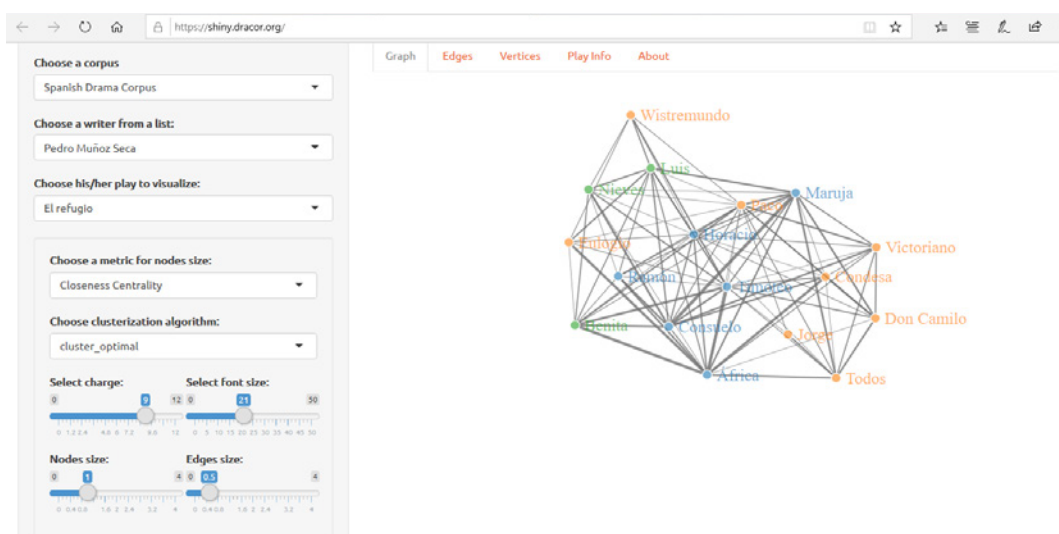 https://shiny.dracor.org/
Choose a corpus
Spanish Drama Corpus
Choose a writer from a list:
Pedro Muñoz Seca
Choose his/her play to visualize:
El refugio
Choose a metric for nodes size:
Closeness Centrality
Choose clusterization algorithm:
cluster_optimal
Select charge:
Select font size:
0 9 12
0 21 50
Nodes size:
Edges size:
0 1 4
0 0.5 4
Graph Edges Vertices Play Info About
Wistremundo
Luis
Nieves
Maruja
Paco
Horacio
Eulogio
Victoriano
Ramón
Condesa
Benita
Consuelo
Don Camilo
Jorge
África
Todos